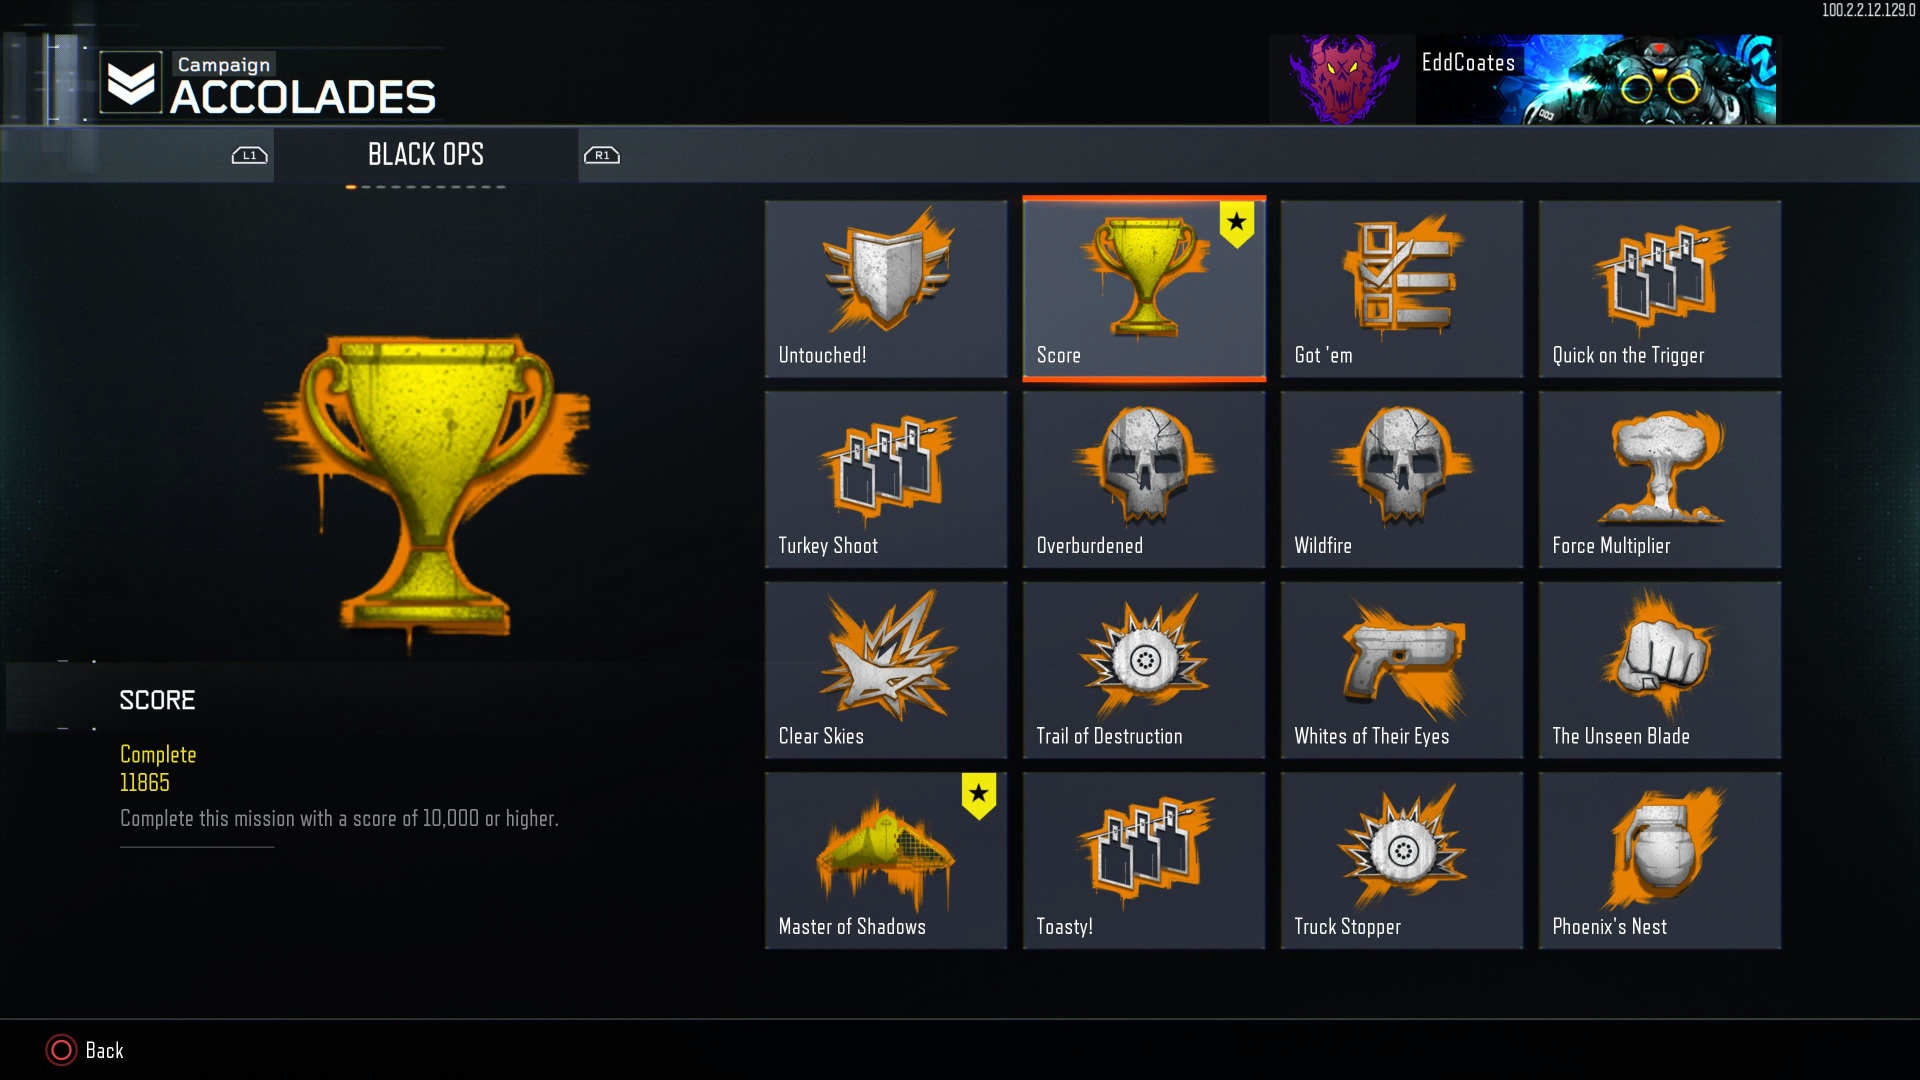 100.2.2.12.129.0
Campaign
ACCOLADES
EddCoates
003
L1
BLACK OPS
R1
Untouched!
Score
Got 'em
Quick on the Trigger
Turkey Shoot
Overburdened
Wildfire
Force Multiplier
Clear Skies
Trail of Destruction
Whites of Their Eyes
The Unseen Blade
Master of Shadows
Toasty!
Truck Stopper
Phoenix's Nest
SCORE
Complete
11865
Complete this mission with a score of 10,000 or higher.
Back